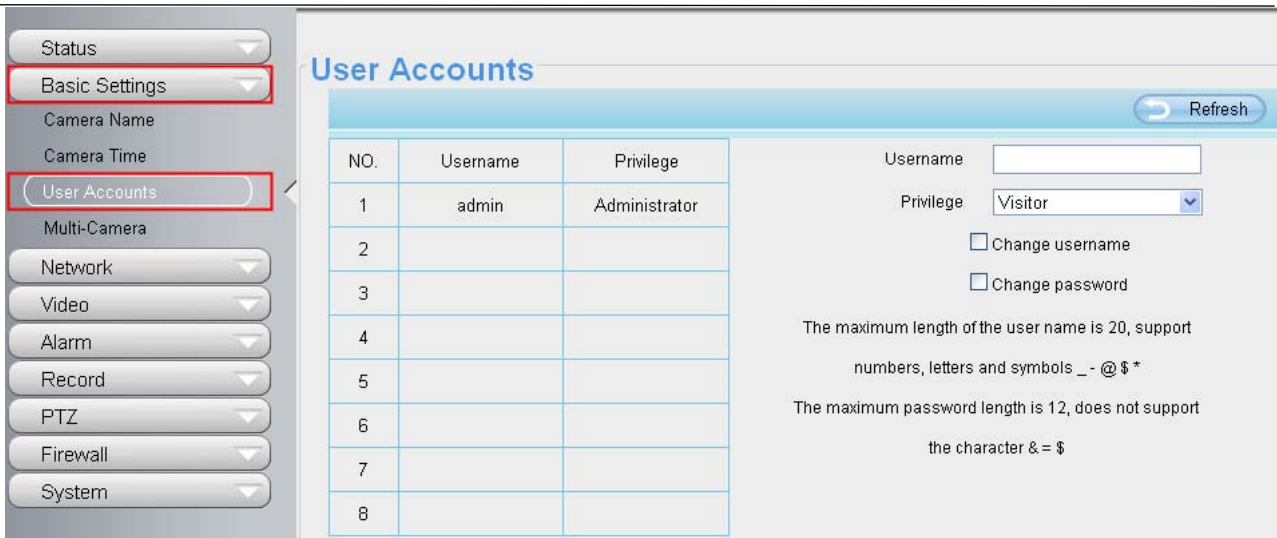 Status
Basic Settings
Camera Name
Camera Time
User Accounts
Multi-Camera
Network
Video
Alarm
Record
PTZ
Firewall
System
User Accounts
Refresh
NO. Username Privilege
1 admin Administrator
2
3
4
5
6
7
8
Username
Privilege Visitor
Change username
Change password
The maximum length of the user name is 20, support
numbers, letters and symbols _ - @ $ *
The maximum password length is 12, does not support
the character & = $